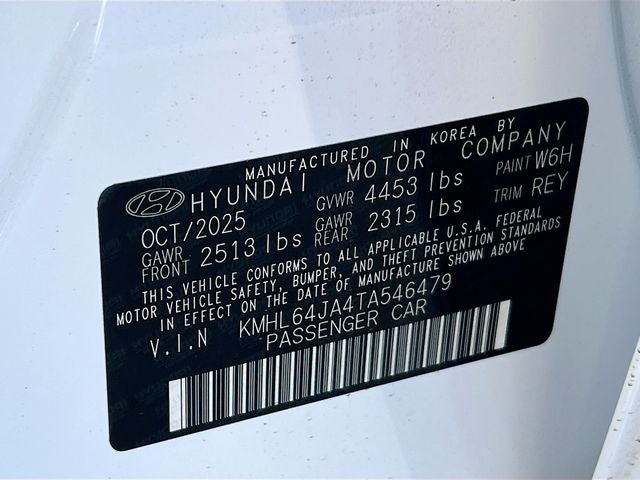 MANUFACTURED IN KOREA BY
HYUNDAI MOTOR COMPANY
OCT/2025 GVWR 4453 lbs PAINT W6H
GAWR FRONT 2513 lbs GAWR REAR 2315 lbs TRIM REY
THIS VEHICLE CONFORMS TO ALL APPLICABLE U.S.A. FEDERAL
MOTOR VEHICLE SAFETY, BUMPER, AND THEFT PREVENTION STANDARDS
IN EFFECT ON THE DATE OF MANUFACTURE SHOWN ABOVE
V.I.N KMHL64JA4TA546479
PASSENGER CAR